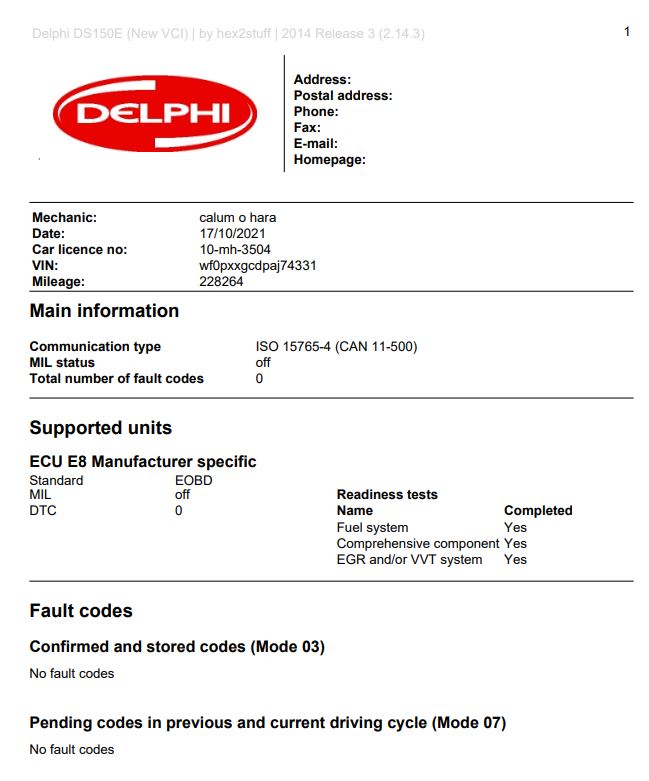 Delphi DS150E (New VCI) | by hex2stuff | 2014 Release 3 (2.14.3)
1
DELPHI
Address:
Postal address:
Phone:
Fax:
E-mail:
Homepage:
Mechanic: calum o hara
Date: 17/10/2021
Car licence no: 10-mh-3504
VIN: wf0pxxgcdpaj74331
Mileage: 228264
Main information
Communication type ISO 15765-4 (CAN 11-500)
MIL status off
Total number of fault codes 0
Supported units
ECU E8 Manufacturer specific
Standard EOBD
MIL off Readiness tests
DTC 0 Name Completed
Fuel system Yes
Comprehensive component Yes
EGR and/or VVT system Yes
Fault codes
Confirmed and stored codes (Mode 03)
No fault codes
Pending codes in previous and current driving cycle (Mode 07)
No fault codes